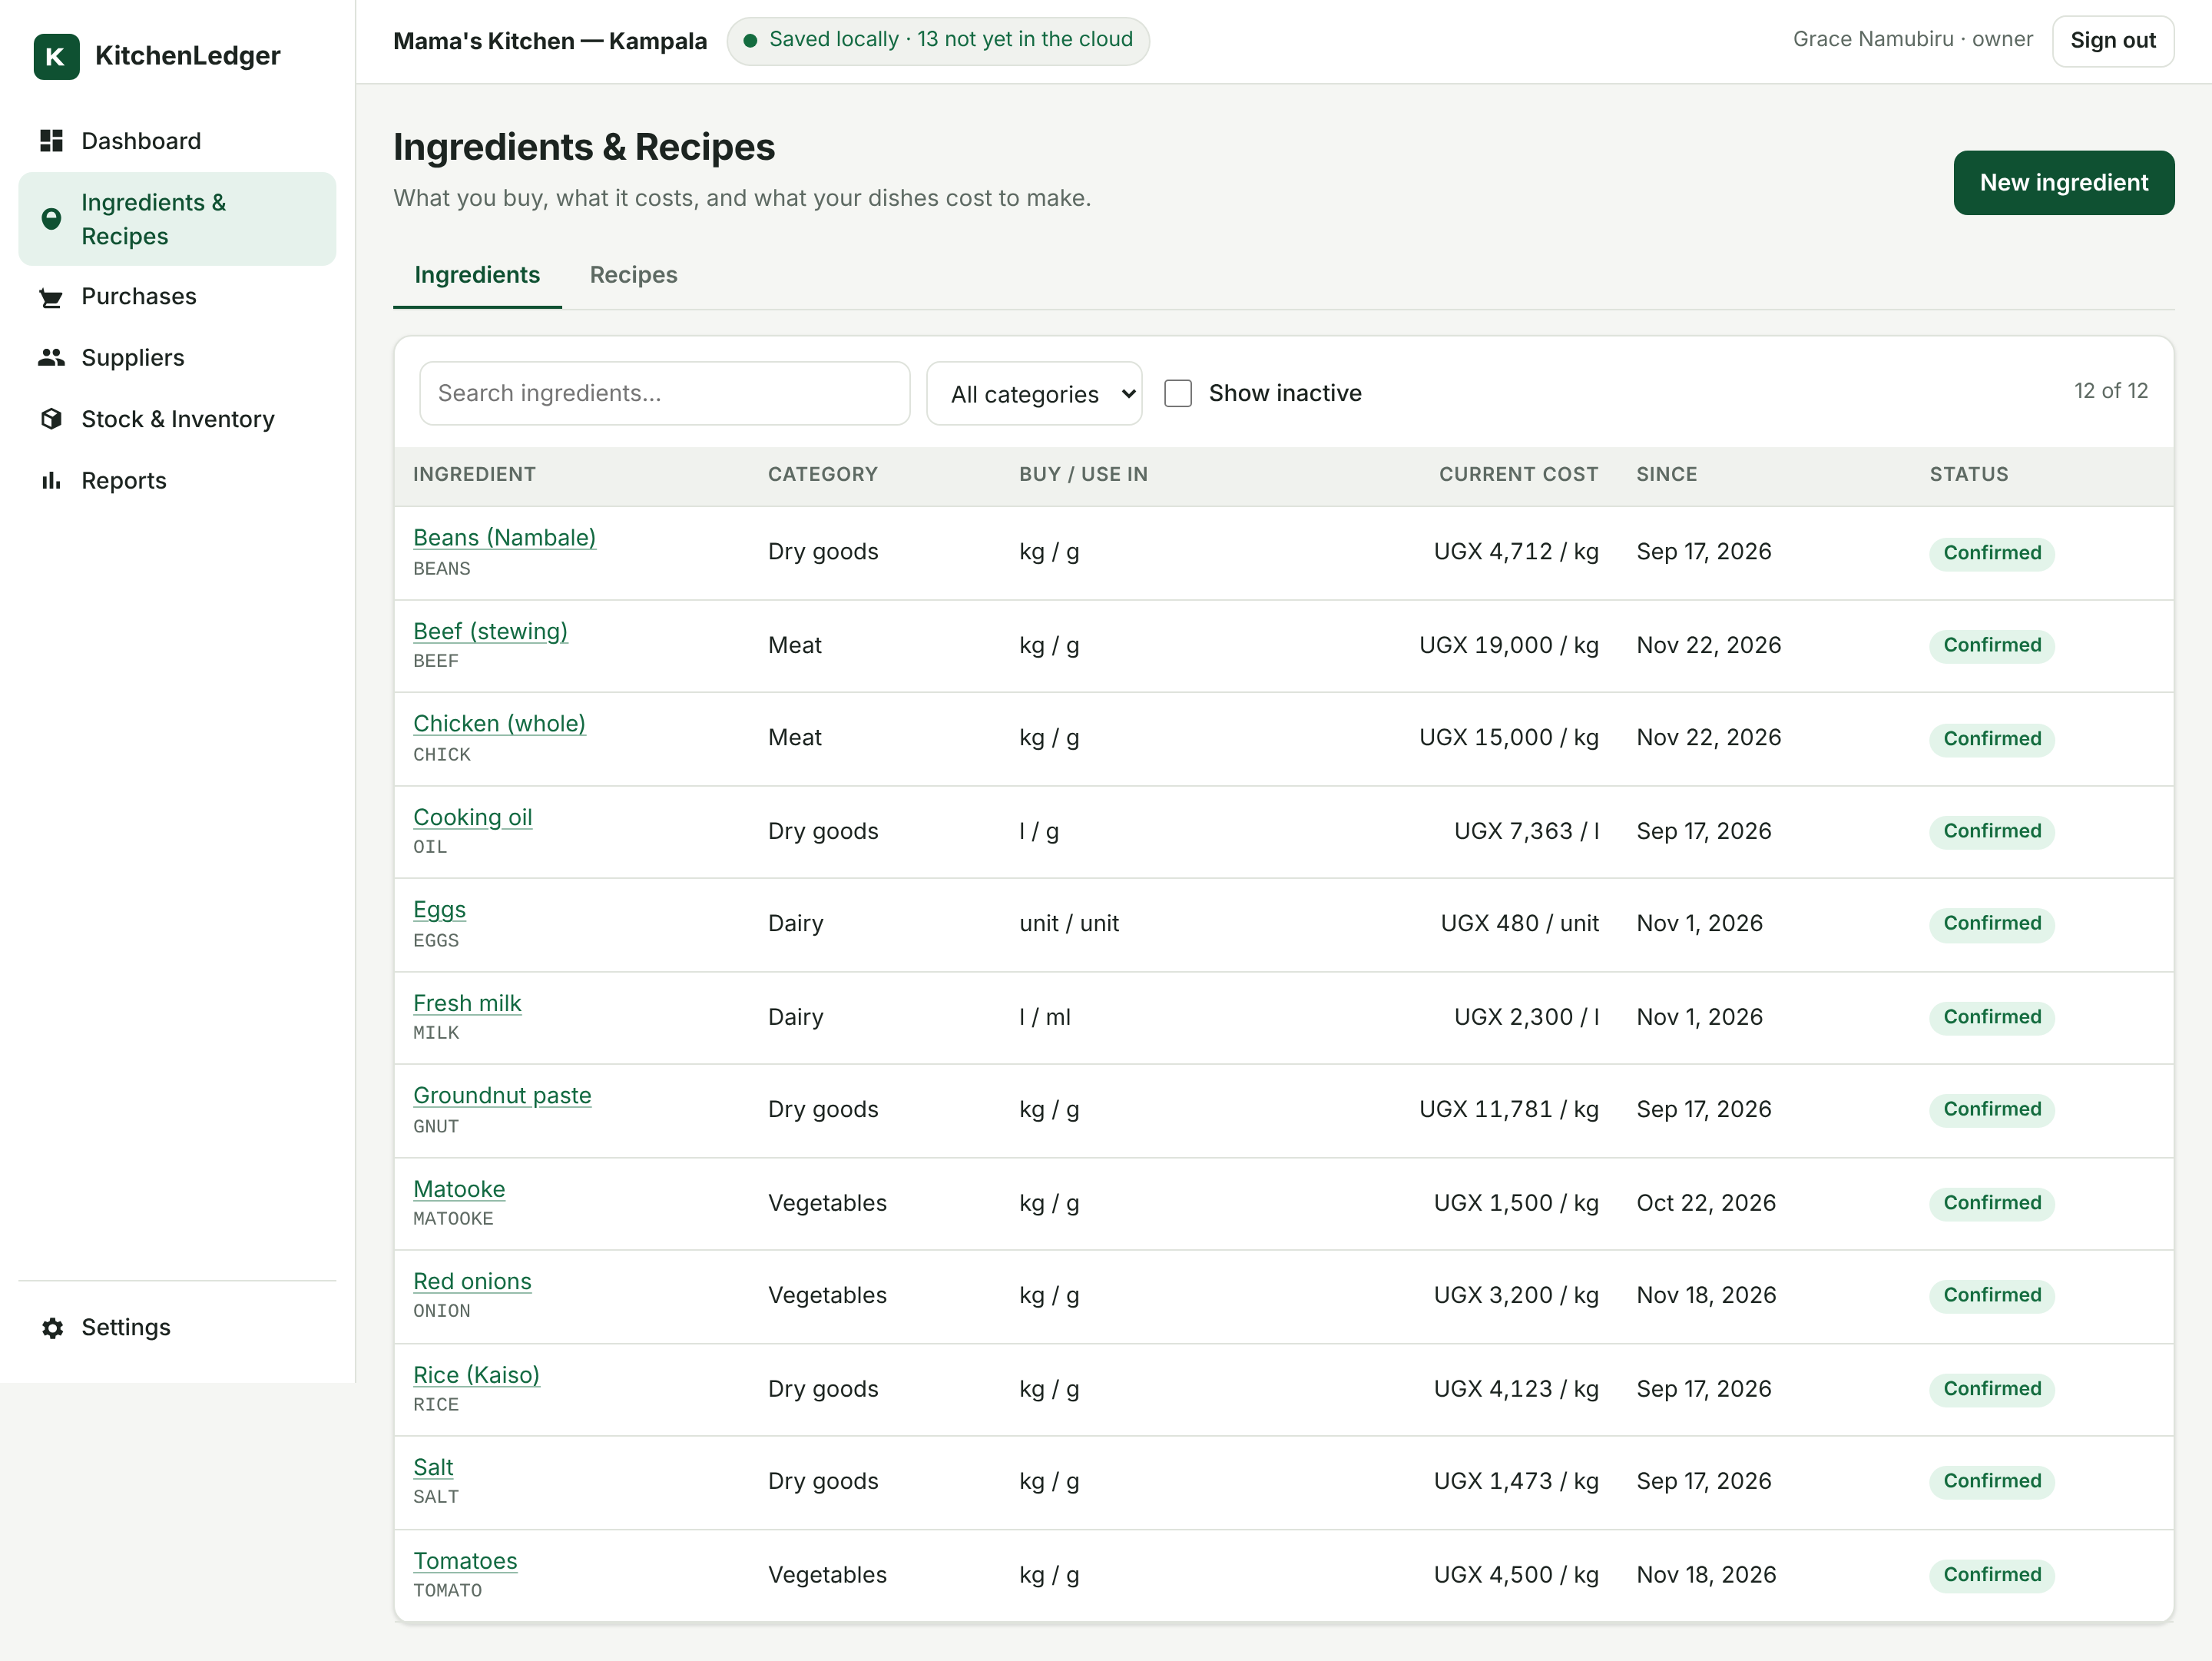 K KitchenLedger
Mama's Kitchen — Kampala
Saved locally · 13 not yet in the cloud
Grace Namubiru · owner
Sign out
Dashboard
Ingredients &
Recipes
Purchases
Suppliers
Stock & Inventory
Reports
Settings
Ingredients & Recipes
What you buy, what it costs, and what your dishes cost to make.
New ingredient
Ingredients Recipes
Search ingredients... All categories Show inactive 12 of 12
INGREDIENT CATEGORY BUY / USE IN CURRENT COST SINCE STATUS
Beans (Nambale) Dry goods kg / g UGX 4,712 / kg Sep 17, 2026 Confirmed
BEANS
Beef (stewing) Meat kg / g UGX 19,000 / kg Nov 22, 2026 Confirmed
BEEF
Chicken (whole) Meat kg / g UGX 15,000 / kg Nov 22, 2026 Confirmed
CHICK
Cooking oil Dry goods l / g UGX 7,363 / l Sep 17, 2026 Confirmed
OIL
Eggs Dairy unit / unit UGX 480 / unit Nov 1, 2026 Confirmed
EGGS
Fresh milk Dairy l / ml UGX 2,300 / l Nov 1, 2026 Confirmed
MILK
Groundnut paste Dry goods kg / g UGX 11,781 / kg Sep 17, 2026 Confirmed
GNUT
Matooke Vegetables kg / g UGX 1,500 / kg Oct 22, 2026 Confirmed
MATOOKE
Red onions Vegetables kg / g UGX 3,200 / kg Nov 18, 2026 Confirmed
ONION
Rice (Kaiso) Dry goods kg / g UGX 4,123 / kg Sep 17, 2026 Confirmed
RICE
Salt Dry goods kg / g UGX 1,473 / kg Sep 17, 2026 Confirmed
SALT
Tomatoes Vegetables kg / g UGX 4,500 / kg Nov 18, 2026 Confirmed
TOMATO